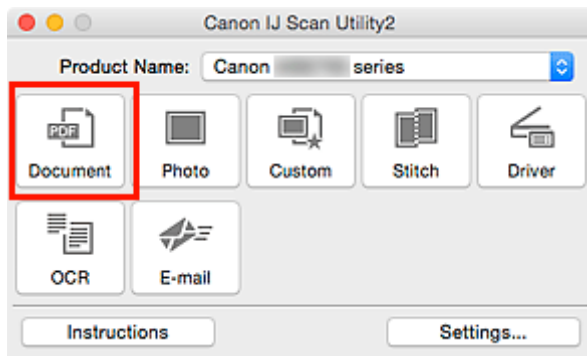 Canon IJ Scan Utility2
Product Name: Canon series
PDF
Document Photo Custom Stitch Driver
OCR E-mail
Instructions Settings...